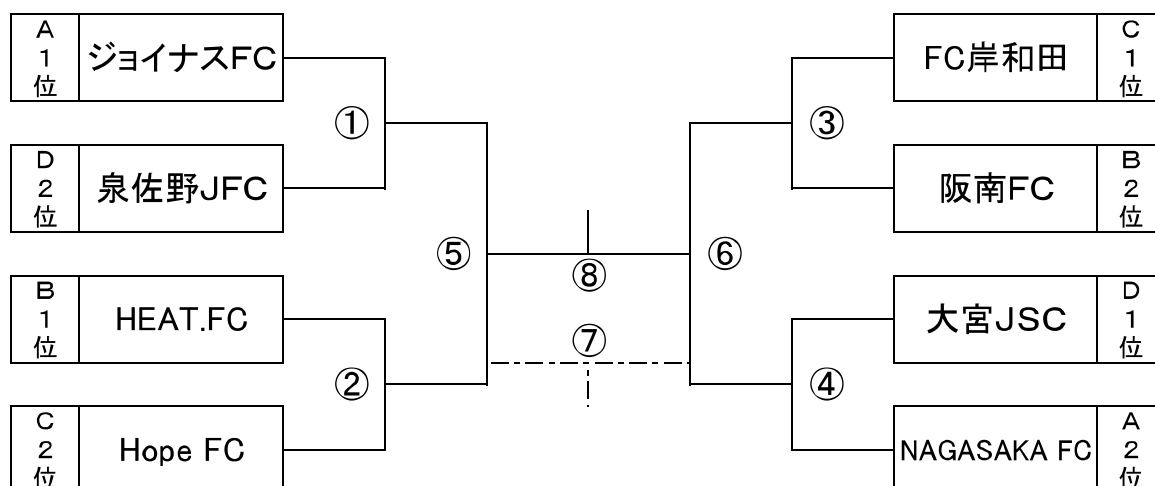 A
1
位
ジョイナスFC
①
D
2
位
泉佐野JFC
⑤
B
1
位
HEAT.FC
②
C
2
位
Hope FC
⑧
⑦
C
1
位
FC岸和田
③
B
2
位
阪南FC
⑥
D
1
位
大宮JSC
④
A
2
位
NAGASAKA FC